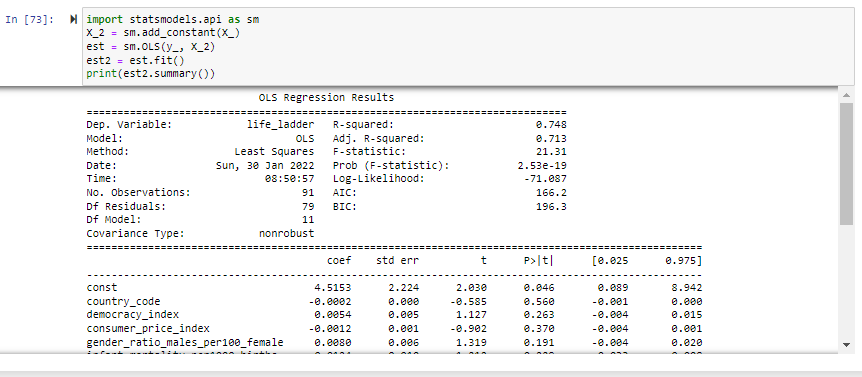 In [73]: import statsmodels.api as sm
X_2 = sm.add_constant(X_)
est = sm.OLS(y_, X_2)
est2 = est.fit()
print(est2.summary())
OLS Regression Results
==============================================================================
Dep. Variable: life_ladder R-squared: 0.748
Model: OLS Adj. R-squared: 0.713
Method: Least Squares F-statistic: 21.31
Date: Sun, 30 Jan 2022 Prob (F-statistic): 2.53e-19
Time: 08:50:57 Log-Likelihood: -71.087
No. Observations: 91 AIC: 166.2
Df Residuals: 79 BIC: 196.3
Df Model: 11
Covariance Type: nonrobust
==============================================================================
coef std err t P>|t| [0.025 0.975]
------------------------------------------------------------------------------
const 4.5153 2.224 2.030 0.046 0.089 8.942
country_code -0.0002 0.000 -0.585 0.560 -0.001 0.000
democracy_index 0.0054 0.005 1.127 0.263 -0.004 0.015
consumer_price_index -0.0012 0.001 -0.902 0.370 -0.004 0.001
gender_ratio_males_per100_female 0.0080 0.006 1.319 0.191 -0.004 0.020